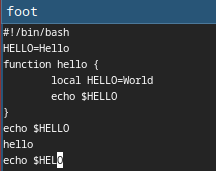 foot
#!/bin/bash
HELLO=Hello
function hello {
        local HELLO=World
        echo $HELLO
}
echo $HELLO
hello
echo $HELO